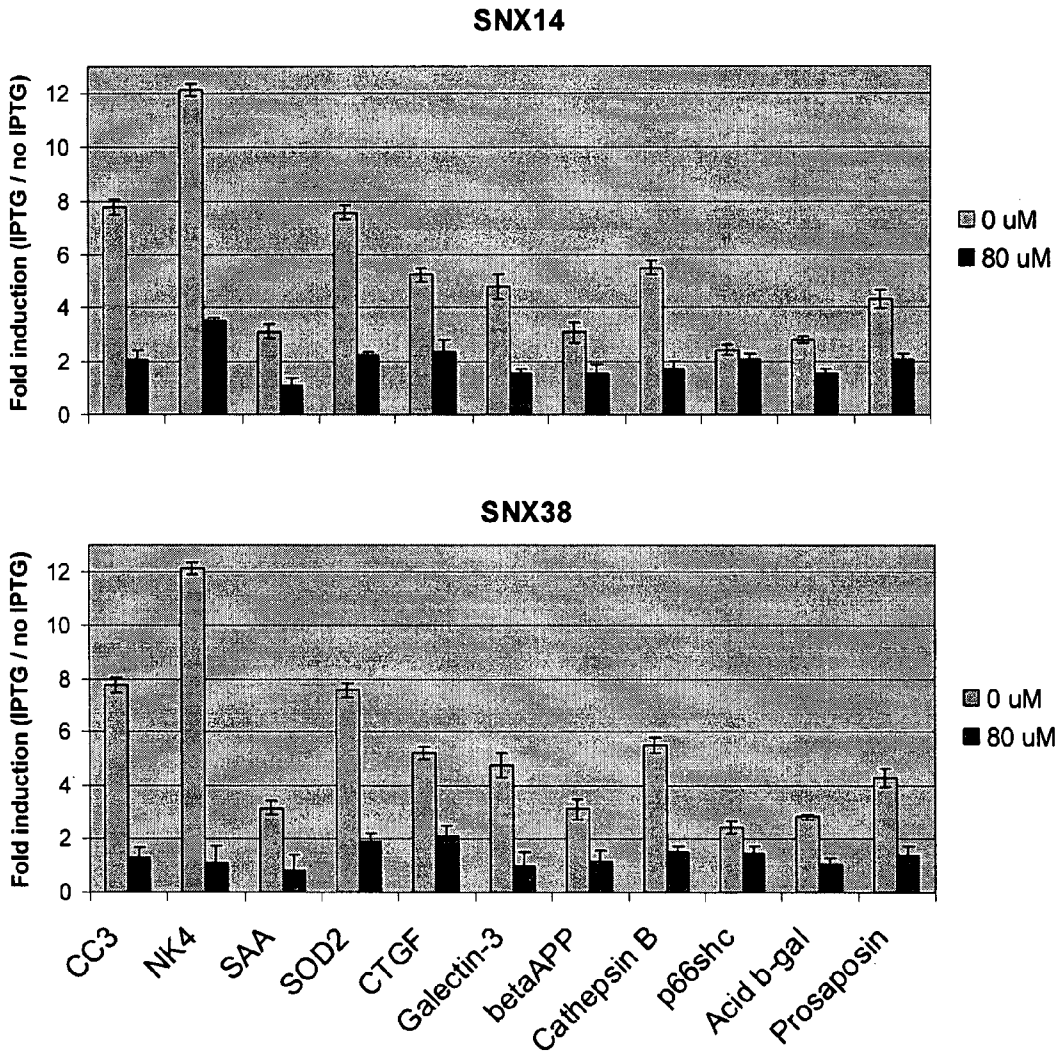 SNX14
Fold induction (IPTG / no IPTG)
12
10
8
6
4
2
0
0 uM
80 uM
SNX38
Fold induction (IPTG / no IPTG)
12
10
8
6
4
2
0
0 uM
80 uM
CC3
NK4
SAA
SOD2
CTGF
Galectin-3
betaAPP
Cathepsin B
p66shc
Acid b-gal
Prosaposin